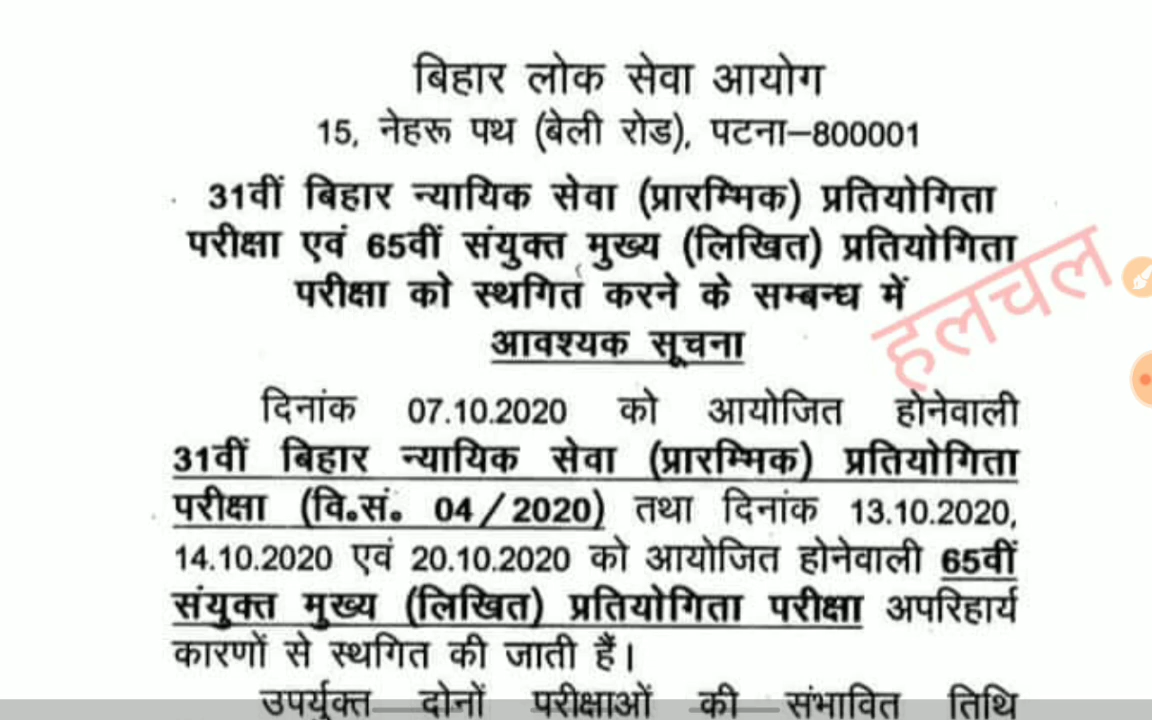 बिहार लोक सेवा आयोग
15, नेहरू पथ (बेली रोड), पटना–800001
31वीं बिहार न्यायिक सेवा (प्रारम्भिक) प्रतियोगिता
परीक्षा एवं 65वीं संयुक्त मुख्य (लिखित) प्रतियोगिता
परीक्षा को स्थगित करने के सम्बन्ध में
आवश्यक सूचना
हलचल
दिनांक 07.10.2020 को आयोजित होनेवाली
31वीं बिहार न्यायिक सेवा (प्रारम्भिक) प्रतियोगिता
परीक्षा (वि.सं. 04/2020) तथा दिनांक 13.10.2020,
14.10.2020 एवं 20.10.2020 को आयोजित होनेवाली 65वीं
संयुक्त मुख्य (लिखित) प्रतियोगिता परीक्षा अपरिहार्य
कारणों से स्थगित की जाती हैं।
उपर्युक्त दोनों परीक्षाओं की संभावित तिथि